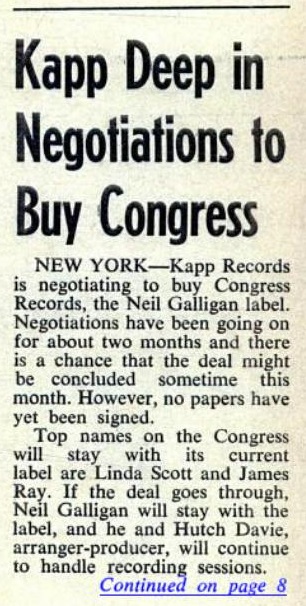 Kapp Deep in
Negotiations to
Buy Congress
NEW YORK—Kapp Records
is negotiating to buy Congress
Records, the Neil Galligan label.
Negotiations have been going on
for about two months and there
is a chance that the deal might
be concluded sometime this
month. However, no papers have
yet been signed.
Top names on the Congress
will stay with its current
label are Linda Scott and James
Ray. If the deal goes through,
Neil Galligan will stay with the
label, and he and Hutch Davie,
arranger-producer, will continue
to handle recording sessions.
Continued on page 8